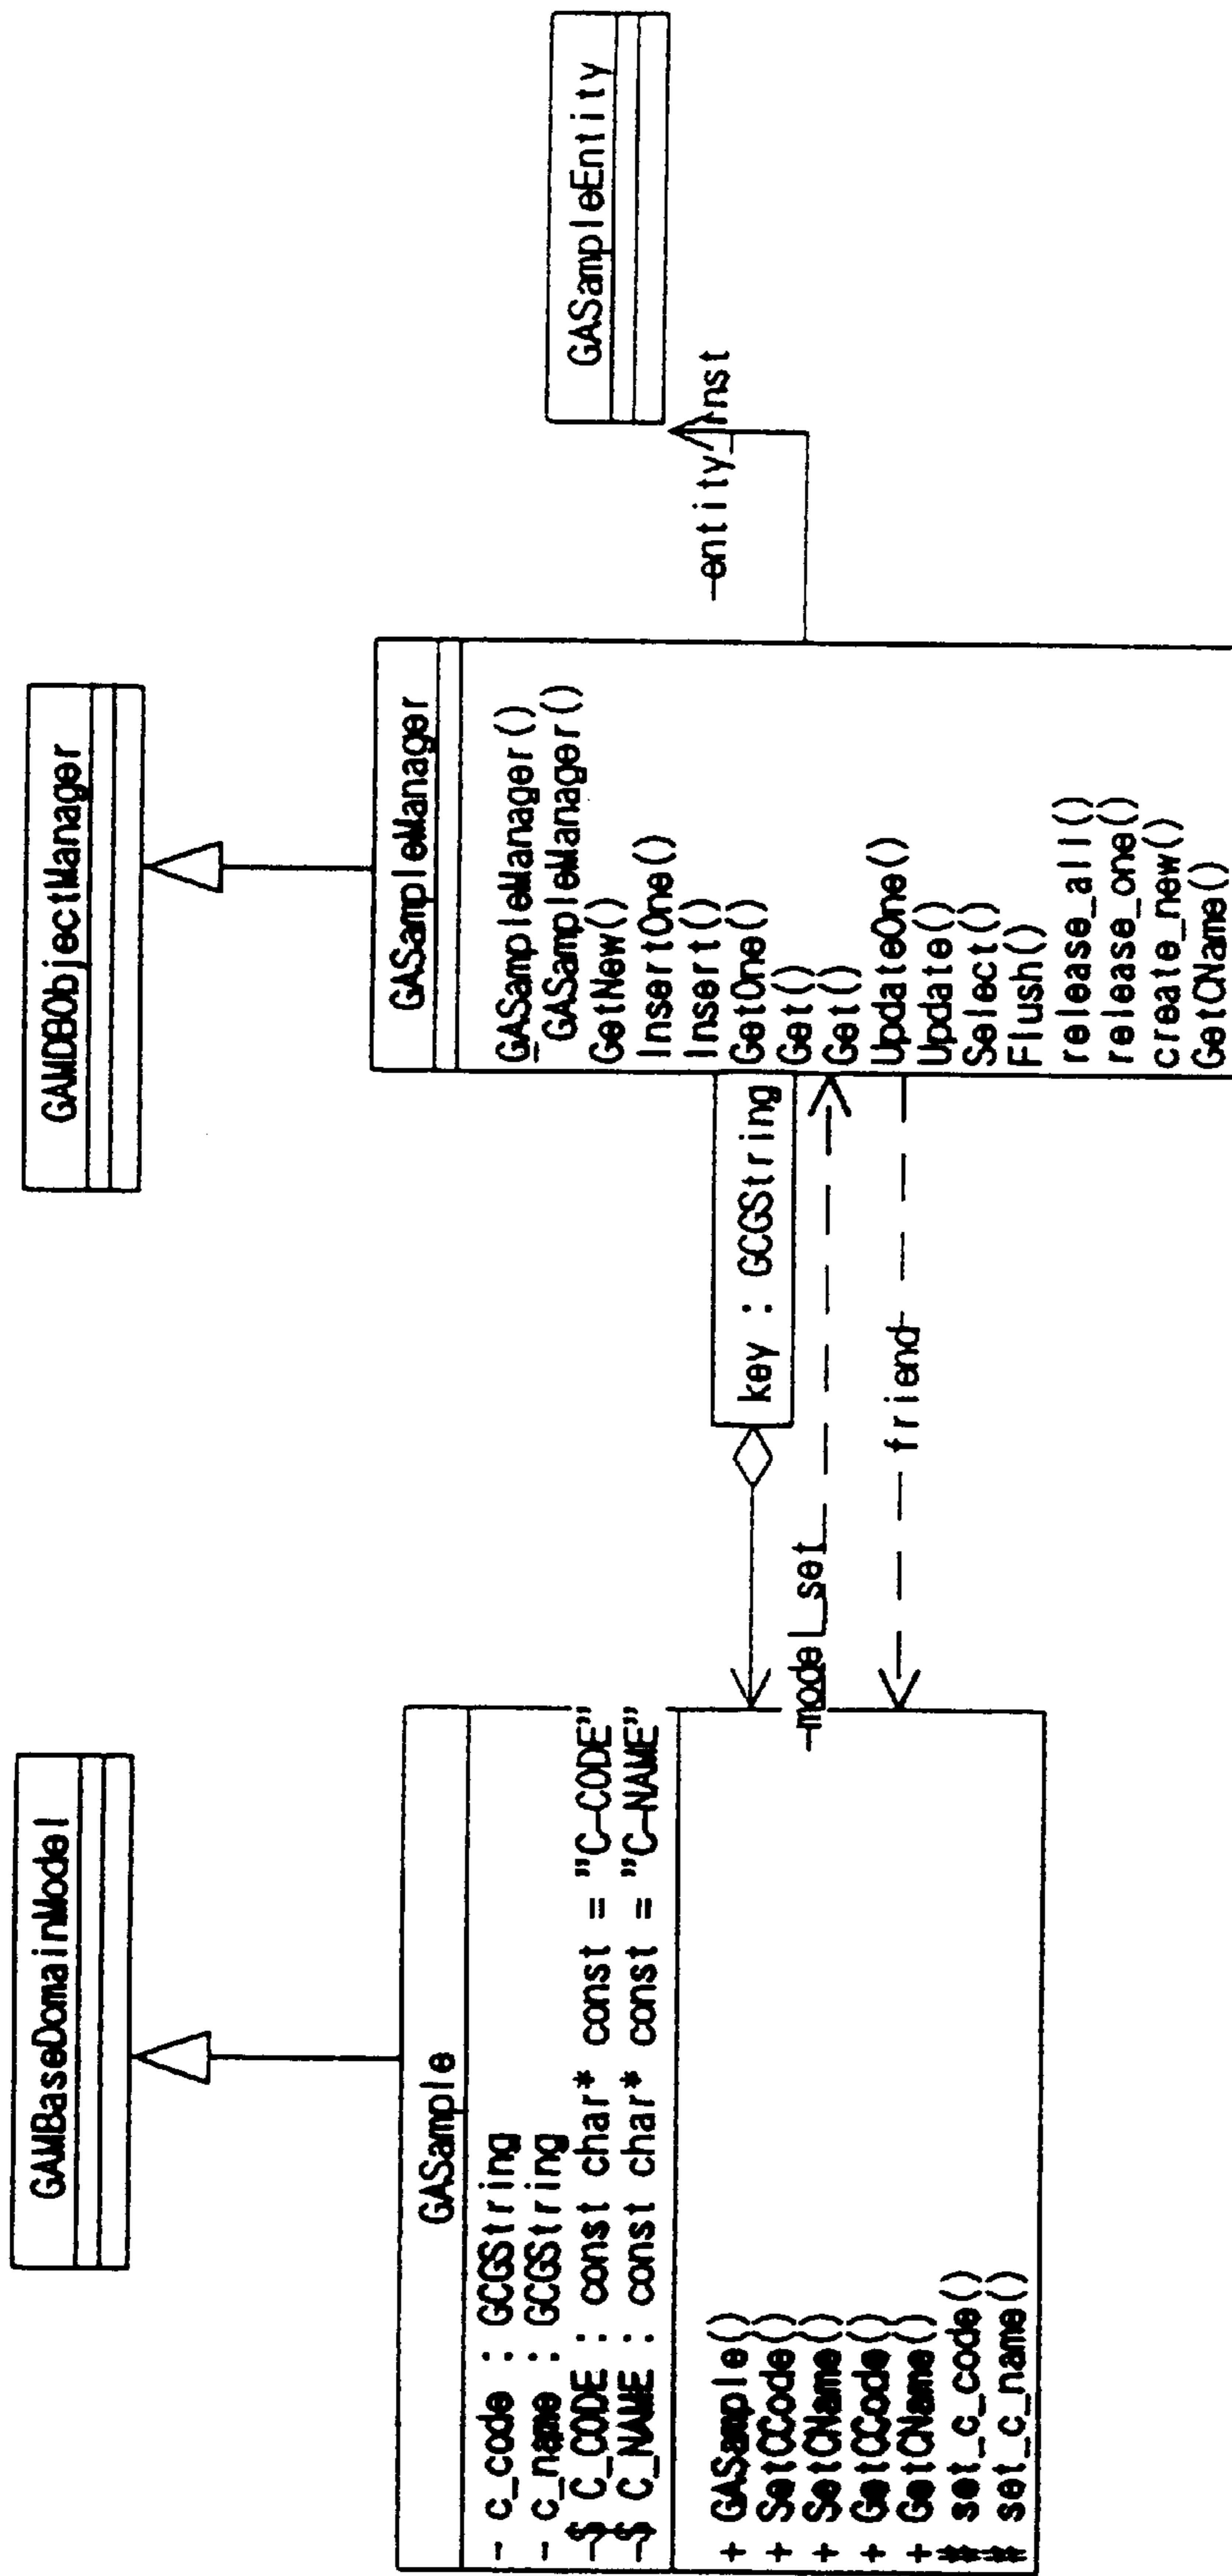 GAMBaseDomainModel
GASample
- c_code : GCGString
- c_name : GCGString
-$ C_CODE : const char* const = "C_CODE"
-$ C_NAME : const char* const = "C_NAME"
+ GASample()
+ SetCCode()
+ SetCName()
+ GetCCode()
+ GetCName()
# set_c_code()
# set_c_name()
-model_set
friend
key : GCGString
GAMDBObjectManager
GASampleManager
GASampleManager()
~GASampleManager()
GetNew()
InsertOne()
Insert()
GetOne()
Get()
Get()
UpdateOne()
Update()
Select()
Flush()
release_all()
release_one()
create_new()
GetCName()
-entity_inst
GASampleEntity